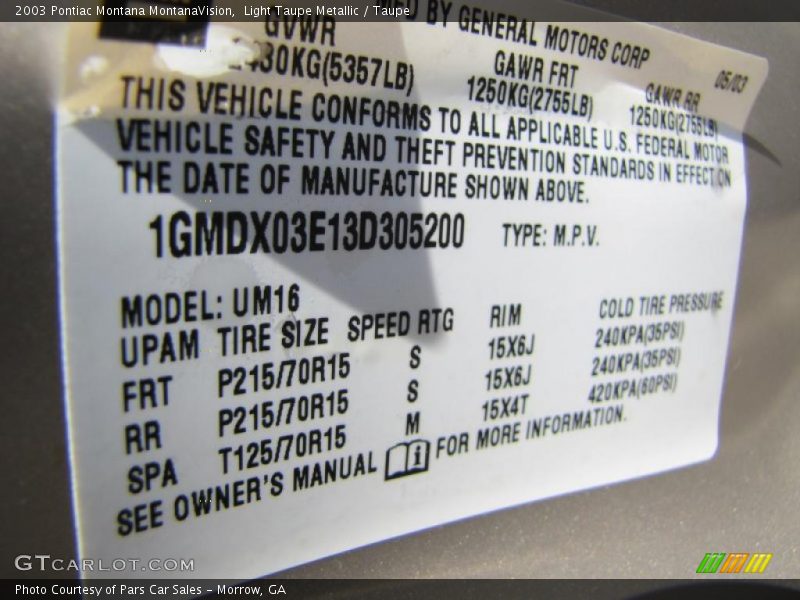 2003 Pontiac Montana MontanaVision, Light Taupe Metallic / Taupe
BY GENERAL MOTORS CORP 05/03
GVWR GAWR FRT GAWR RR
30KG(5357LB) 1250KG(2755LB) 1250KG(2755LB)
THIS VEHICLE CONFORMS TO ALL APPLICABLE U.S. FEDERAL MOTOR
VEHICLE SAFETY AND THEFT PREVENTION STANDARDS IN EFFECT ON
THE DATE OF MANUFACTURE SHOWN ABOVE.
1GMDX03E13D305200 TYPE: M.P.V.
MODEL: UM16
UPAM TIRE SIZE SPEED RTG RIM COLD TIRE PRESSURE
FRT P215/70R15 S 15X6J 240KPA(35PSI)
RR P215/70R15 S 15X6J 240KPA(35PSI)
SPA T125/70R15 M 15X4T 420KPA(60PSI)
SEE OWNER'S MANUAL i FOR MORE INFORMATION.
GTCARLOT.COM
Photo Courtesy of Pars Car Sales - Morrow, GA